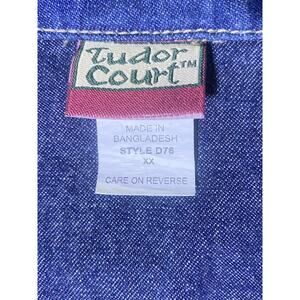 Tudor
Court™
MADE IN
BANGLADESH
STYLE D76
XX
CARE ON REVERSE